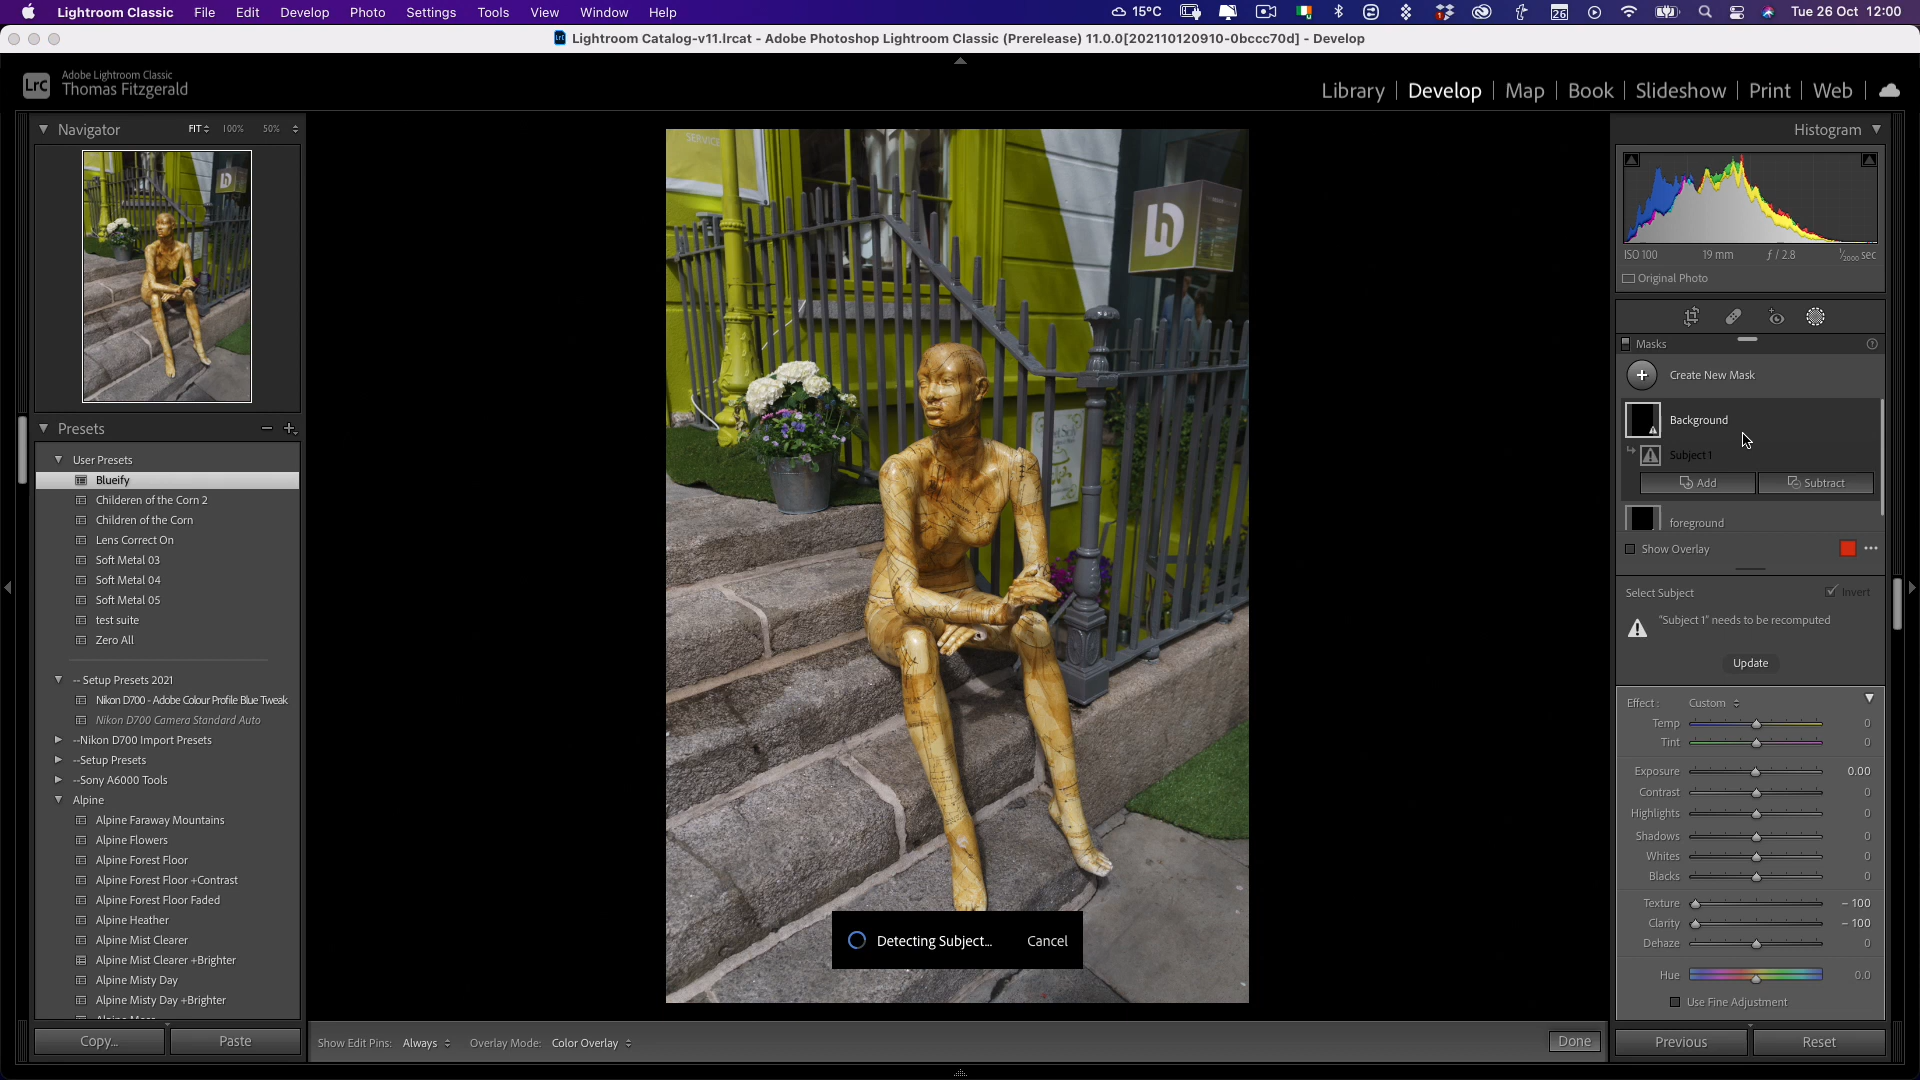 Lightroom Classic File Edit Develop Photo Settings Tools View Window Help 15°C 26 Tue 26 Oct 12:00
Lightroom Catalog-v11.lrcat - Adobe Photoshop Lightroom Classic (Prerelease) 11.0.0[202110120910-0bccc70d] - Develop
LrC Adobe Lightroom Classic
Thomas Fitzgerald
Library | Develop | Map | Book | Slideshow | Print | Web |
Navigator FIT 100% 50%
Presets
User Presets
Blueify
Childeren of the Corn 2
Children of the Corn
Lens Correct On
Soft Metal 03
Soft Metal 04
Soft Metal 05
test suite
Zero All
-- Setup Presets 2021
Nikon D700 - Adobe Colour Profile Blue Tweak
Nikon D700 Camera Standard Auto
--Nikon D700 Import Presets
--Setup Presets
--Sony A6000 Tools
Alpine
Alpine Faraway Mountains
Alpine Flowers
Alpine Forest Floor
Alpine Forest Floor +Contrast
Alpine Forest Floor Faded
Alpine Heather
Alpine Mist Clearer
Alpine Mist Clearer +Brighter
Alpine Misty Day
Alpine Misty Day +Brighter
Copy... Paste
SERVICE
h
Detecting Subject... Cancel
Show Edit Pins: Always Overlay Mode: Color Overlay Done
Histogram
ISO 100 19 mm ƒ / 2.8 1/2000 sec
Original Photo
Masks
Create New Mask
Background
Subject 1
Add Subtract
foreground
Show Overlay
Select Subject Invert
"Subject 1" needs to be recomputed
Update
Effect : Custom
Temp 0
Tint 0
Exposure 0.00
Contrast 0
Highlights 0
Shadows 0
Whites 0
Blacks 0
Texture – 100
Clarity – 100
Dehaze 0
Hue 0.0
Use Fine Adjustment
Previous Reset